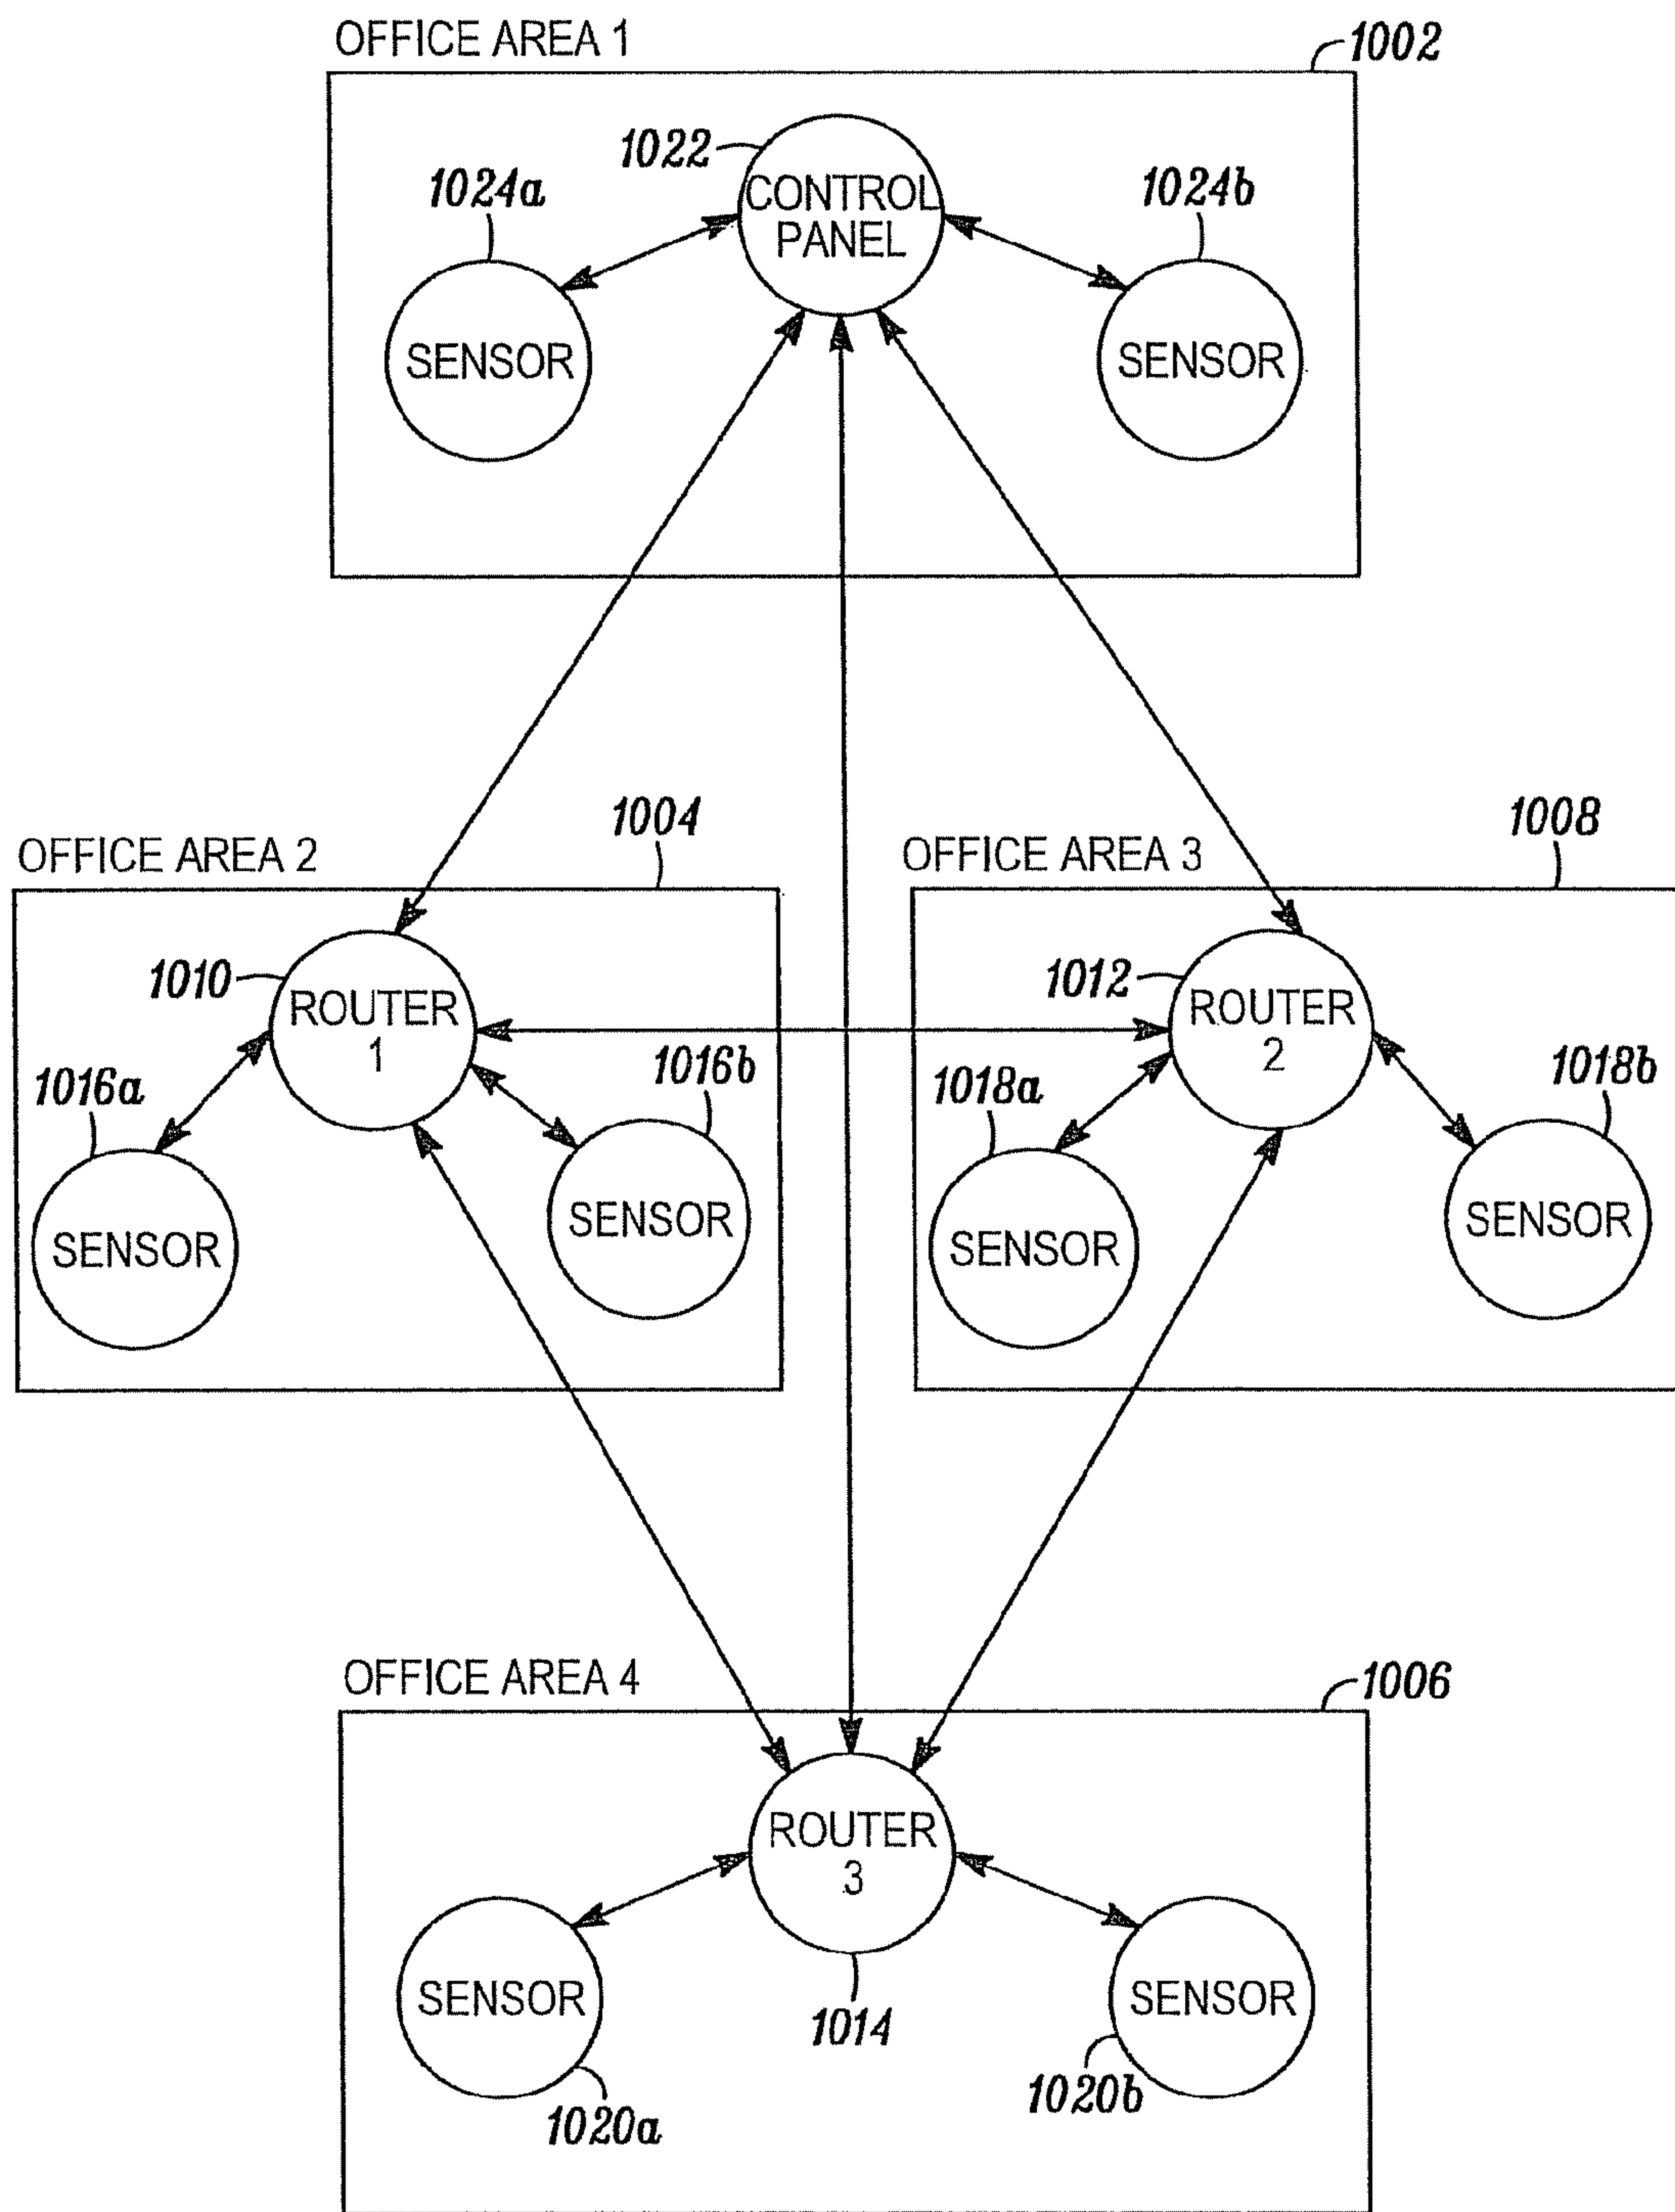 OFFICE AREA 1
1002
1022
CONTROL
PANEL
1024a
1024b
SENSOR
SENSOR
1004
1008
OFFICE AREA 2
OFFICE AREA 3
1010
ROUTER
1
1012
ROUTER
2
1016a
1016b
1018a
1018b
SENSOR
SENSOR
SENSOR
SENSOR
OFFICE AREA 4
1006
ROUTER
3
SENSOR
SENSOR
1014
1020a
1020b